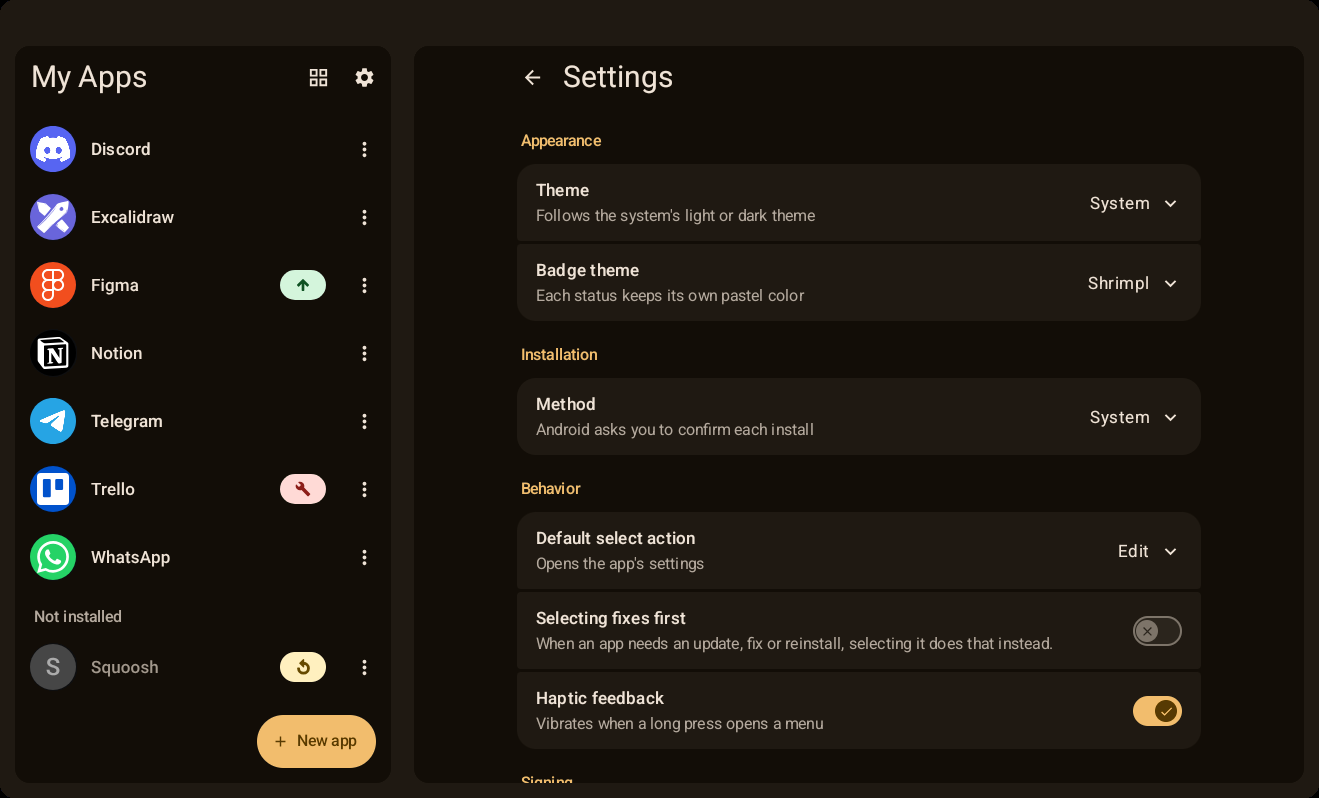 My Apps
Discord
Excalidraw
Figma
Notion
Telegram
Trello
WhatsApp
Not installed
S
Squoosh
+ New app
Settings
Appearance
Theme
Follows the system's light or dark theme
System
Badge theme
Each status keeps its own pastel color
Shrimpl
Installation
Method
Android asks you to confirm each install
System
Behavior
Default select action
Opens the app's settings
Edit
Selecting fixes first
When an app needs an update, fix or reinstall, selecting it does that instead.
Haptic feedback
Vibrates when a long press opens a menu
Signing